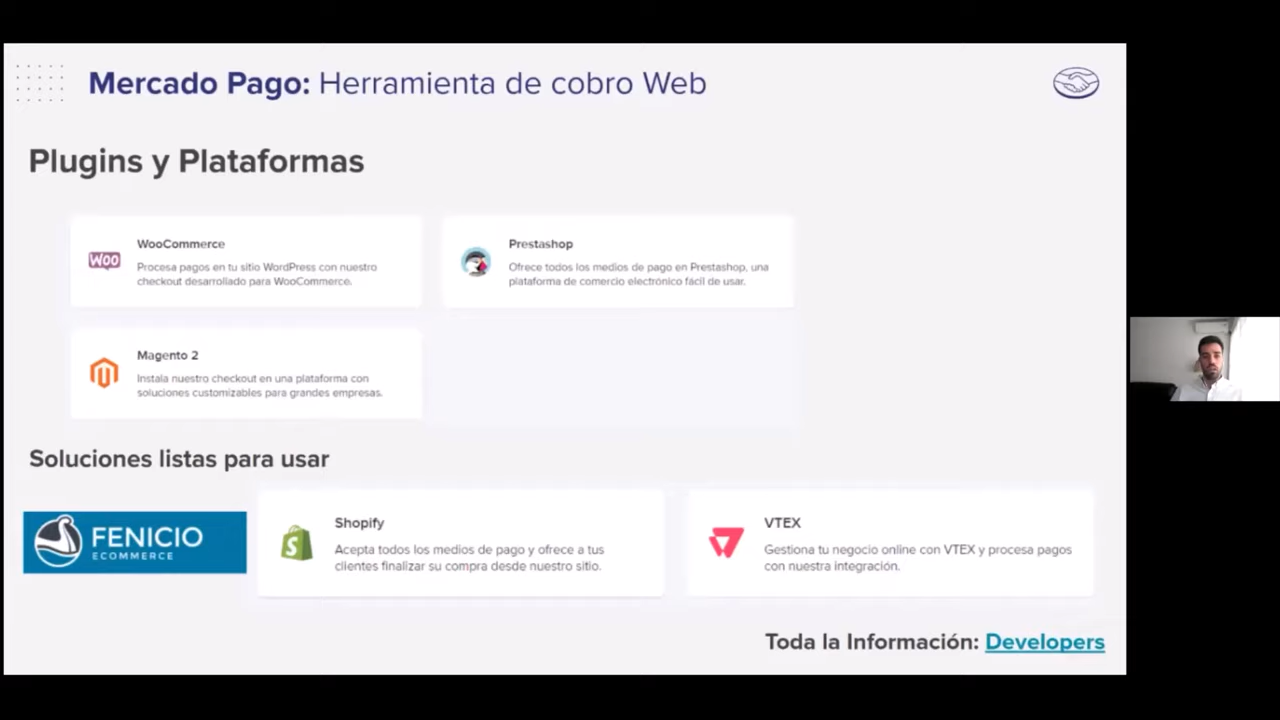 Mercado Pago: Herramienta de cobro Web
Plugins y Plataformas
WOO
WooCommerce
Procesa pagos en tu sitio WordPress con nuestro
checkout desarrollado para WooCommerce.
Prestashop
Ofrece todos los medios de pago en Prestashop, una
plataforma de comercio electrónico fácil de usar.
Magento 2
Instala nuestro checkout en una plataforma con
soluciones customizables para grandes empresas.
Soluciones listas para usar
FENICIO
ECOMMERCE
Shopify
Acepta todos los medios de pago y ofrece a tus
clientes finalizar su compra desde nuestro sitio.
VTEX
Gestiona tu negocio online con VTEX y procesa pagos
con nuestra integración.
Toda la Información: Developers